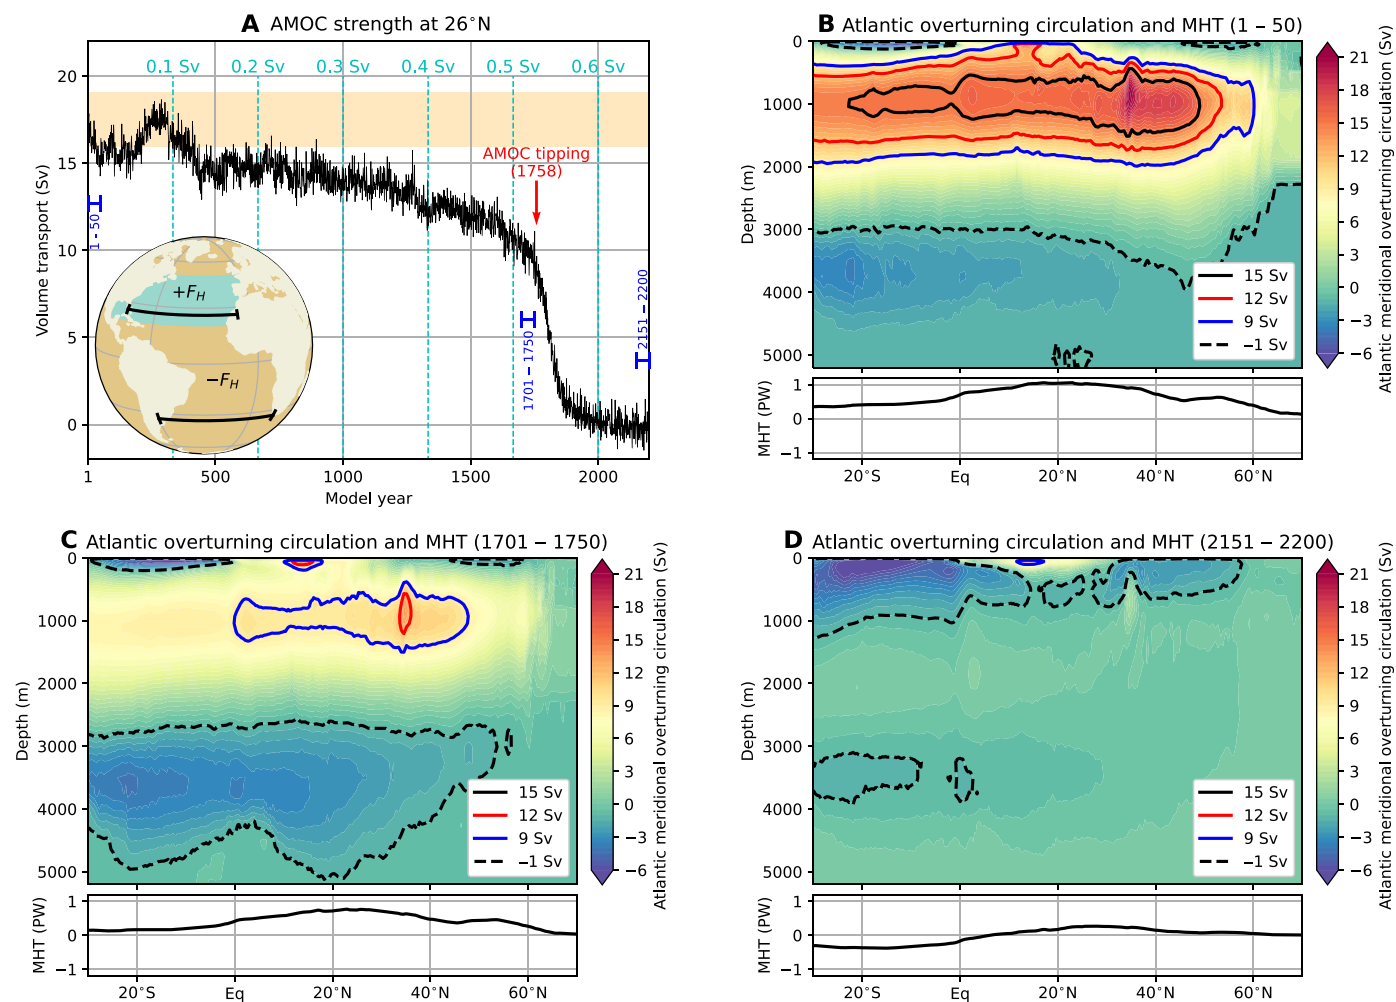 A AMOC strength at 26°N
0.1 Sv 0.2 Sv 0.3 Sv 0.4 Sv 0.5 Sv 0.6 Sv
20
15
10
5
0
Volume transport (Sv)
AMOC tipping
(1758)
1 - 50
1701 − 1750
2151 − 2200
+F_H
−F_H
1 500 1000 1500 2000
Model year
B Atlantic overturning circulation and MHT (1 − 50)
0
1000
2000
3000
4000
5000
Depth (m)
15 Sv
12 Sv
9 Sv
−1 Sv
21
18
15
12
9
6
3
0
−3
−6
Atlantic meridional overturning circulation (Sv)
1
0
−1
MHT (PW)
20°S Eq 20°N 40°N 60°N
C Atlantic overturning circulation and MHT (1701 − 1750)
0
1000
2000
3000
4000
5000
Depth (m)
15 Sv
12 Sv
9 Sv
−1 Sv
21
18
15
12
9
6
3
0
−3
−6
Atlantic meridional overturning circulation (Sv)
1
0
−1
MHT (PW)
20°S Eq 20°N 40°N 60°N
D Atlantic overturning circulation and MHT (2151 − 2200)
0
1000
2000
3000
4000
5000
Depth (m)
15 Sv
12 Sv
9 Sv
−1 Sv
21
18
15
12
9
6
3
0
−3
−6
Atlantic meridional overturning circulation (Sv)
1
0
−1
MHT (PW)
20°S Eq 20°N 40°N 60°N